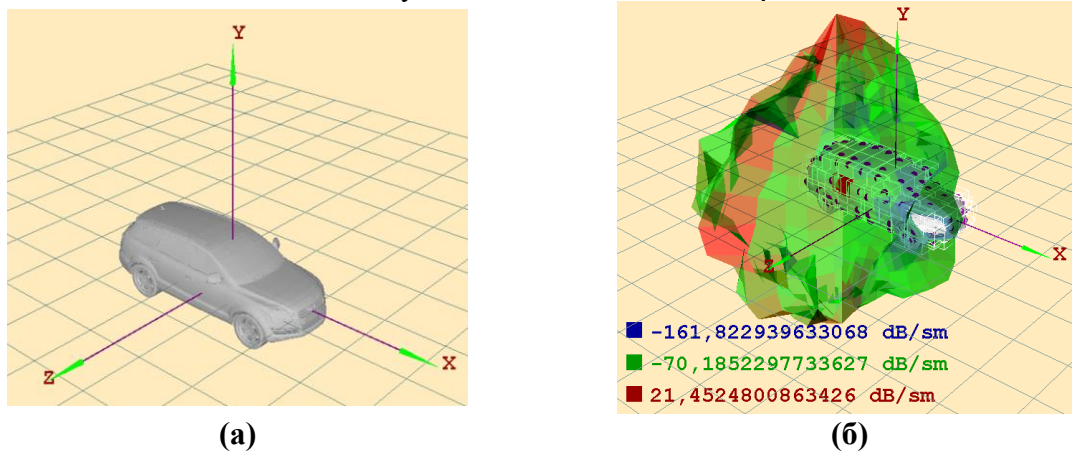 Y
X
Z
Y
X
Z
-161,822939633068 dB/sm
-70,1852297733627 dB/sm
21,4524800863426 dB/sm
(а) (б)